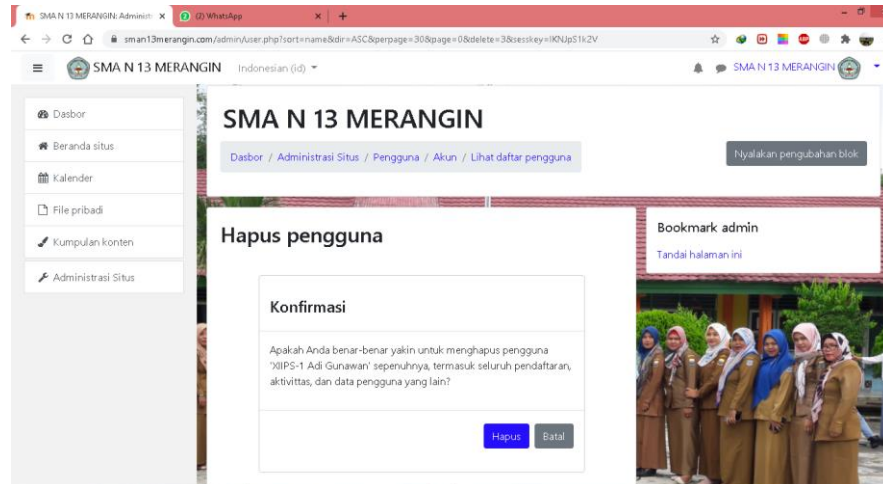 SMA N 13 MERANGIN: Administ
(2) WhatsApp
sman13merangin.com/admin/user.php?sort=name&dir=ASC&perpage=30&page=0&delete=3&sesskey=lKNJpS1k2V
SMA N 13 MERANGIN
Indonesian (id)
SMA N 13 MERANGIN
Dasbor
Beranda situs
Kalender
File pribadi
Kumpulan konten
Administrasi Situs
SMA N 13 MERANGIN
Dasbor / Administrasi Situs / Pengguna / Akun / Lihat daftar pengguna
Nyalakan pengubahan blok
Hapus pengguna
Konfirmasi
Apakah Anda benar-benar yakin untuk menghapus pengguna
'XIIPS-1 Adi Gunawan' sepenuhnya, termasuk seluruh pendaftaran,
aktivittas, dan data pengguna yang lain?
Hapus
Batal
Bookmark admin
Tandai halaman ini